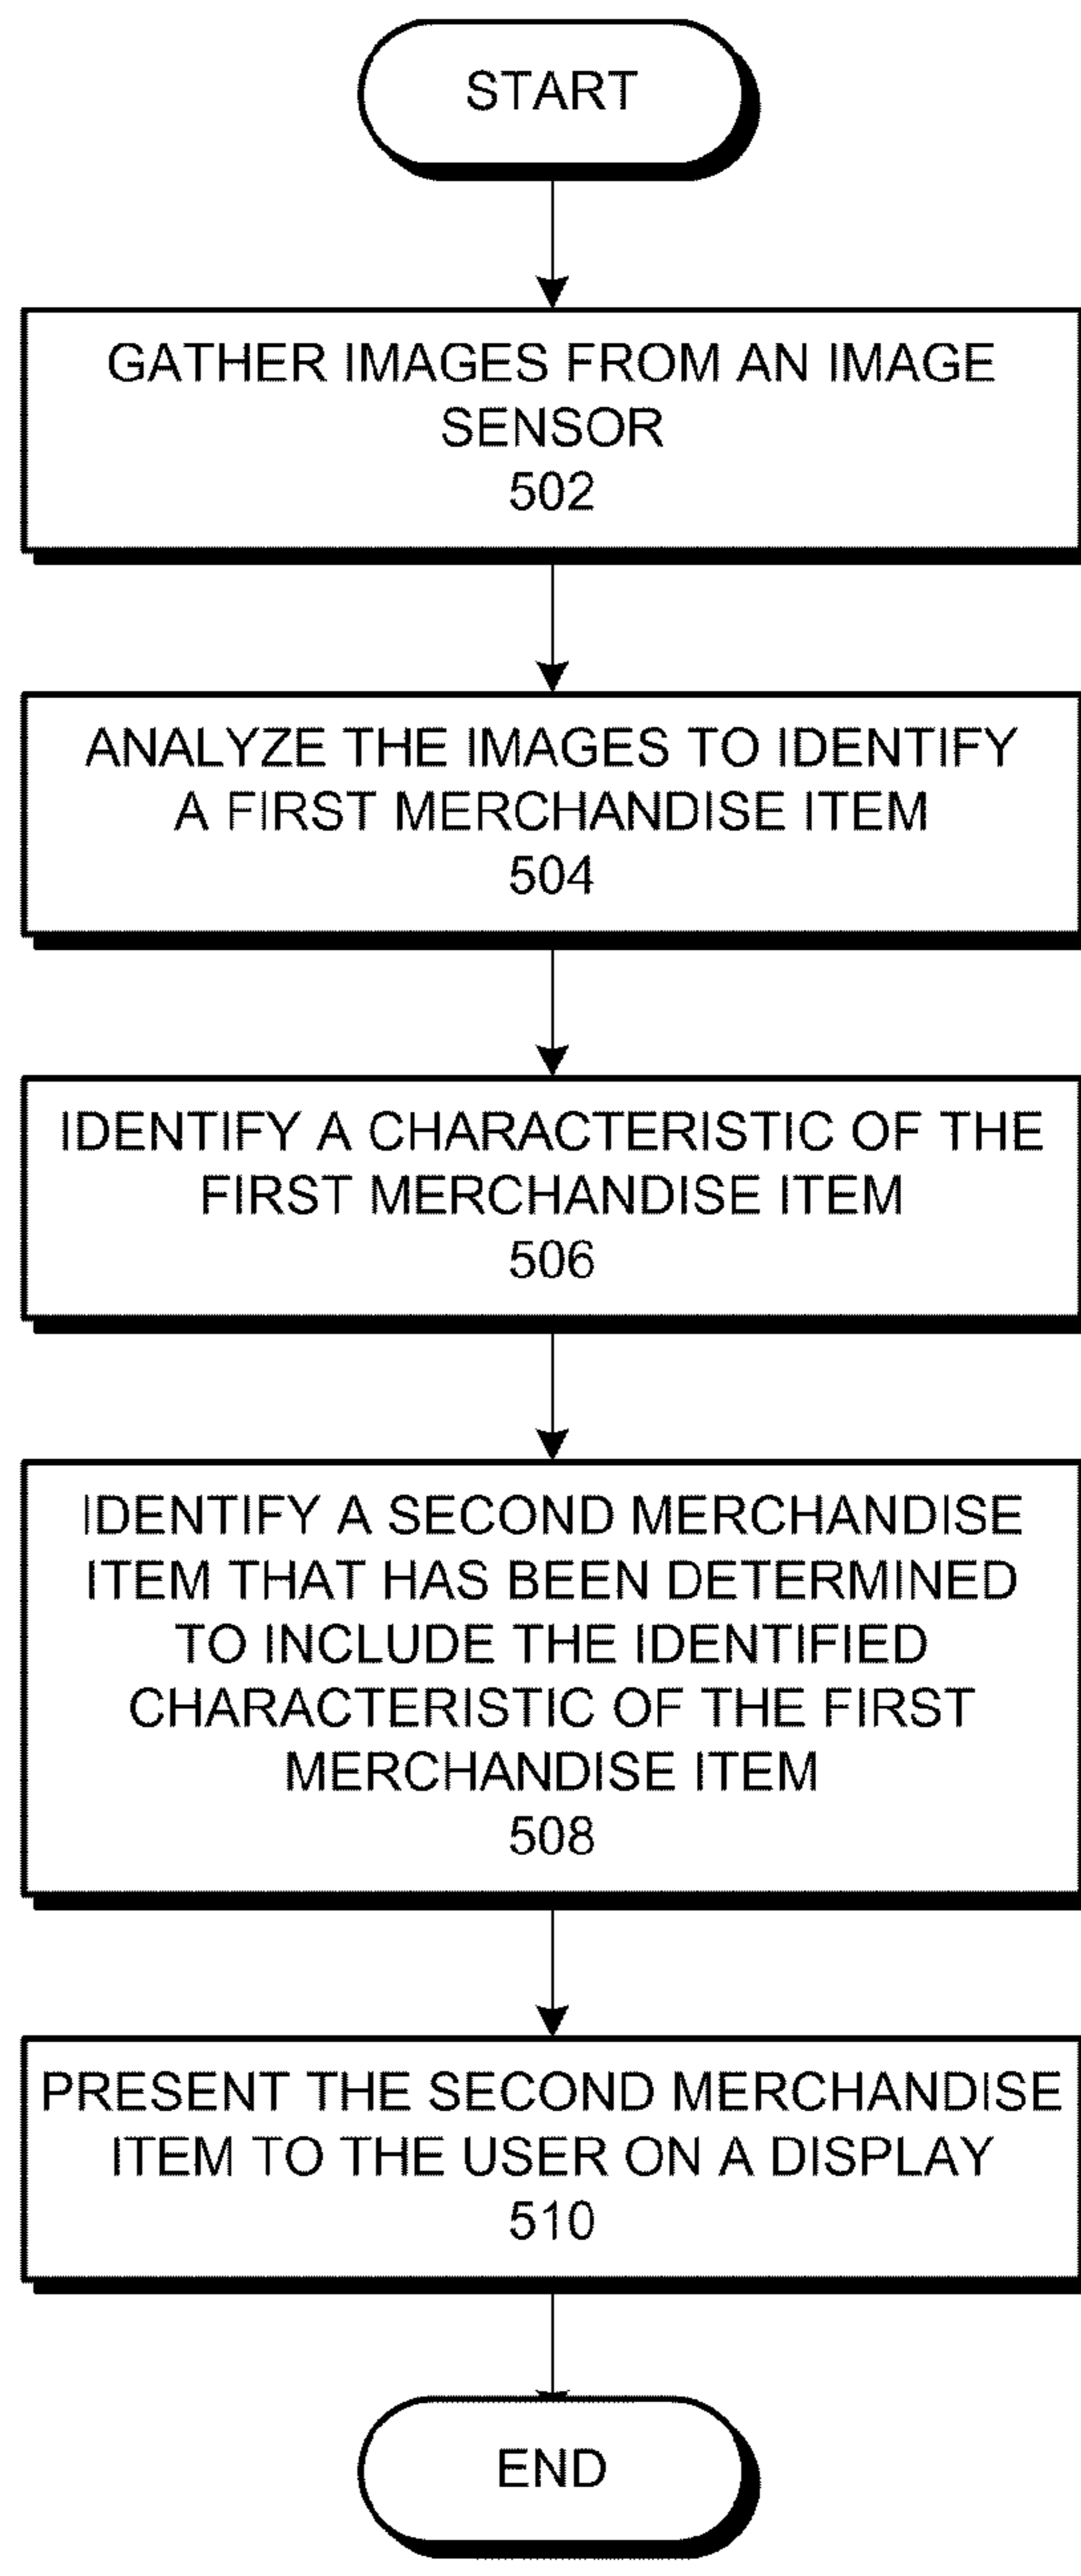 START
GATHER IMAGES FROM AN IMAGE
SENSOR
502
ANALYZE THE IMAGES TO IDENTIFY
A FIRST MERCHANDISE ITEM
504
IDENTIFY A CHARACTERISTIC OF THE
FIRST MERCHANDISE ITEM
506
IDENTIFY A SECOND MERCHANDISE
ITEM THAT HAS BEEN DETERMINED
TO INCLUDE THE IDENTIFIED
CHARACTERISTIC OF THE FIRST
MERCHANDISE ITEM
508
PRESENT THE SECOND MERCHANDISE
ITEM TO THE USER ON A DISPLAY
510
END